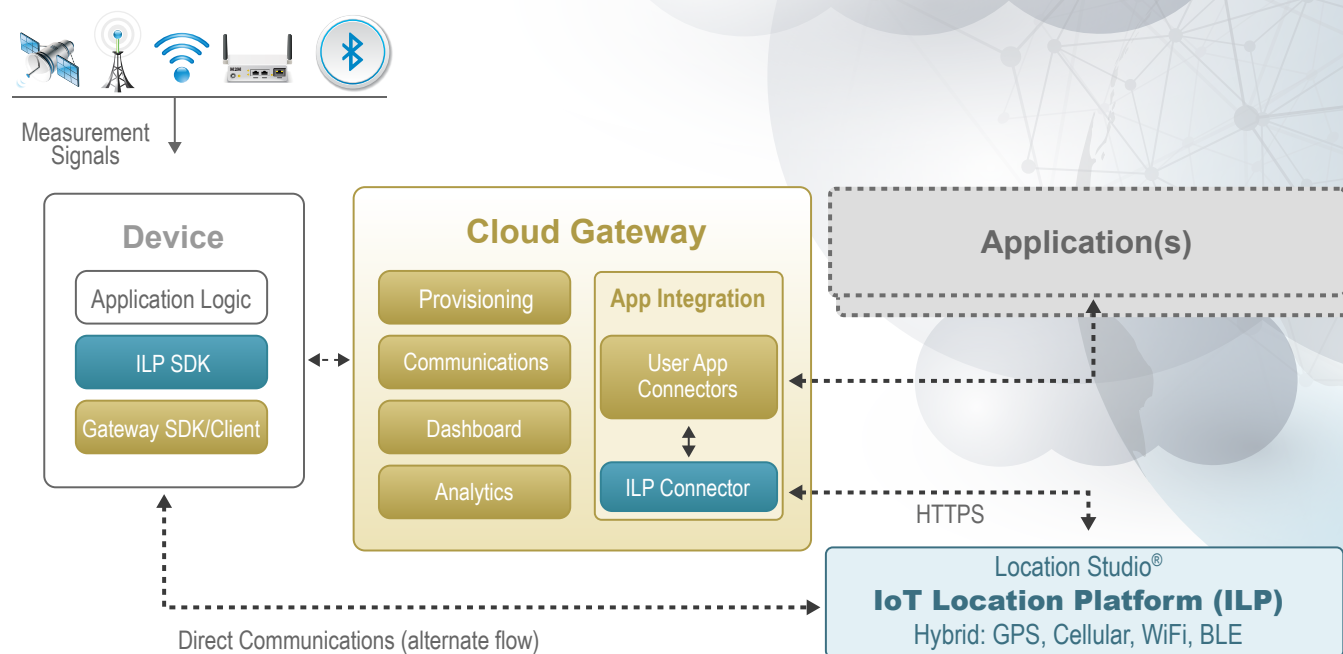 M2M
Measurement
Signals
Device
Application Logic
ILP SDK
Gateway SDK/Client
Cloud Gateway
Provisioning
Communications
Dashboard
Analytics
App Integration
User App
Connectors
ILP Connector
Application(s)
HTTPS
Location Studio®
IoT Location Platform (ILP)
Hybrid: GPS, Cellular, WiFi, BLE
Direct Communications (alternate flow)